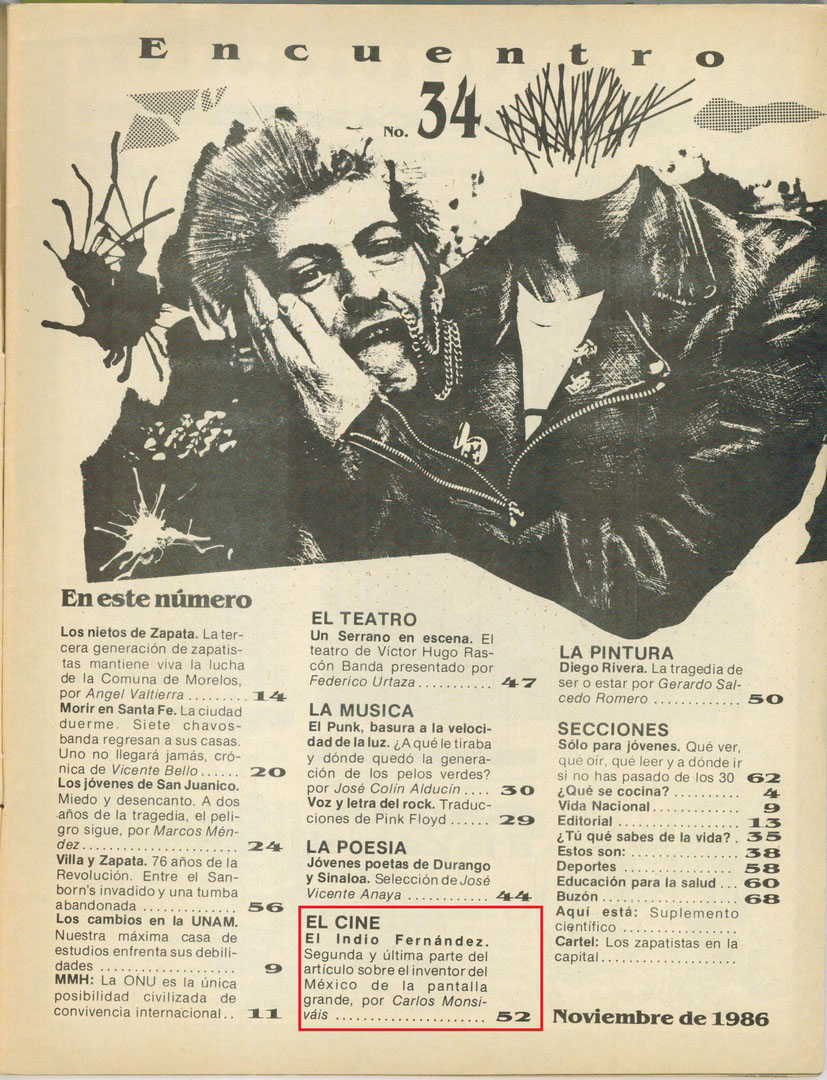 Encuentro
No. 34
En este número
Los nietos de Zapata. La ter-
cera generación de zapatis-
tas mantiene viva la lucha
de la Comuna de Morelos,
por Angel Valtierra ......... 14
Morir en Santa Fe. La ciudad
duerme. Siete chavos-
banda regresan a sus casas.
Uno no llegará jamás, cró-
nica de Vicente Bello ...... 20
Los jóvenes de San Juanico.
Miedo y desencanto. A dos
años de la tragedia, el peli-
gro sigue, por Marcos Mén-
dez ........................ 24
Villa y Zapata. 76 años de la
Revolución. Entre el San-
born's invadido y una tumba
abandonada .............. 56
Los cambios en la UNAM.
Nuestra máxima casa de
estudios enfrenta sus debili-
dades ..................... 9
MMH: La ONU es la única
posibilidad civilizada de
convivencia internacional .. 11
EL TEATRO
Un Serrano en escena. El
teatro de Víctor Hugo Ras-
cón Banda presentado por
Federico Urtaza ........... 47
LA MUSICA
El Punk, basura a la veloci-
dad de la luz. ¿A qué le tiraba
y dónde quedó la genera-
ción de los pelos verdes?
por José Colín Alducín .... 30
Voz y letra del rock. Traduc-
ciones de Pink Floyd ...... 29
LA POESIA
Jóvenes poetas de Durango
y Sinaloa. Selección de José
Vicente Anaya ............ 44
EL CINE
El Indio Fernández.
Segunda y última parte del
artículo sobre el inventor del
México de la pantalla
grande, por Carlos Monsi-
váis ...................... 52
LA PINTURA
Diego Rivera. La tragedia de
ser o estar por Gerardo Sal-
cedo Romero ............. 50
SECCIONES
Sólo para jóvenes. Qué ver,
qué oír, qué leer y a dónde ir
si no has pasado de los 30 62
¿Qué se cocina? .......... 4
Vida Nacional ............. 9
Editorial .................. 13
¿Tú qué sabes de la vida? . 35
Estos son: ................ 38
Deportes ................. 58
Educación para la salud ... 60
Buzón .................... 68
Aquí está: Suplemento
científico .................
Cartel: Los zapatistas en la
capital ....................
Noviembre de 1986